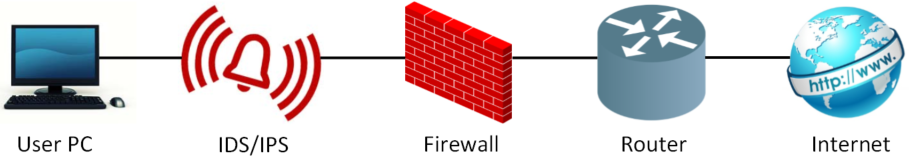 http://www.
User PC
IDS/IPS
Firewall
Router
Internet